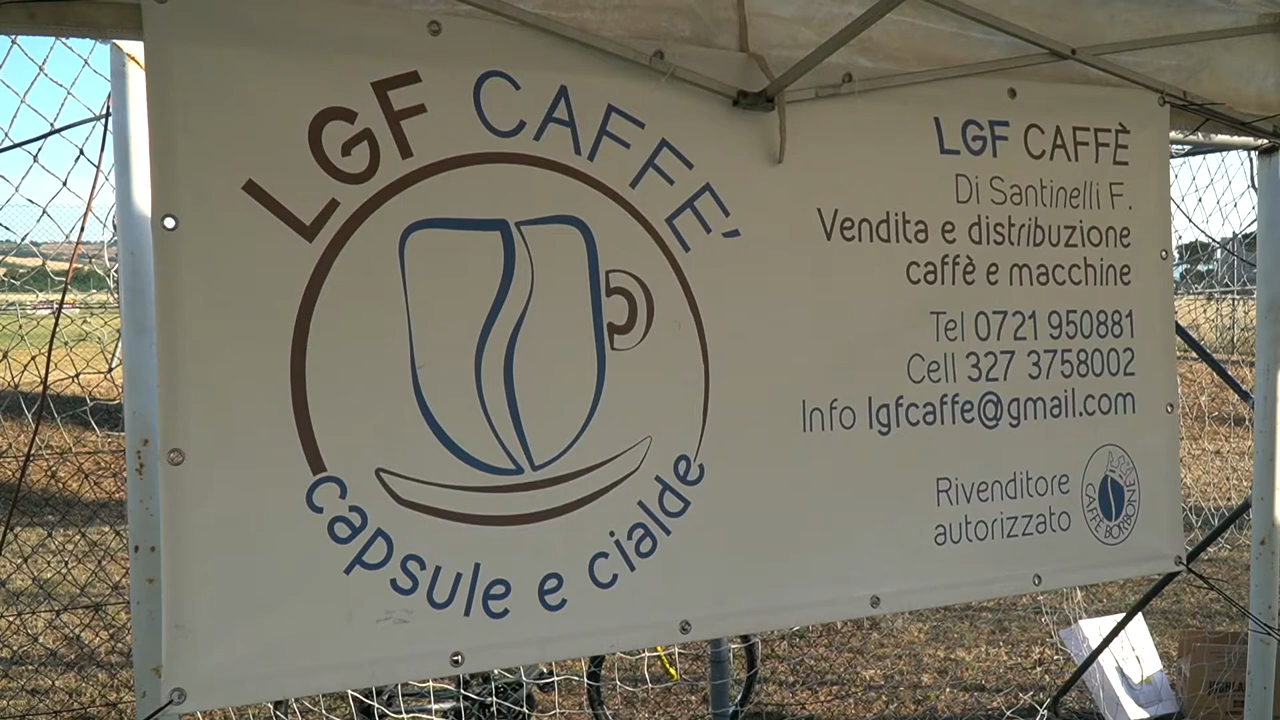 LGF CAFFE'
capsule e cialde
LGF CAFFÈ
Di Santinelli F.
Vendita e distribuzione
caffè e macchine
Tel 0721 950881
Cell 327 3758002
Info lgfcaffe@gmail.com
Rivenditore
autorizzato
CAFFÈ BORBONE